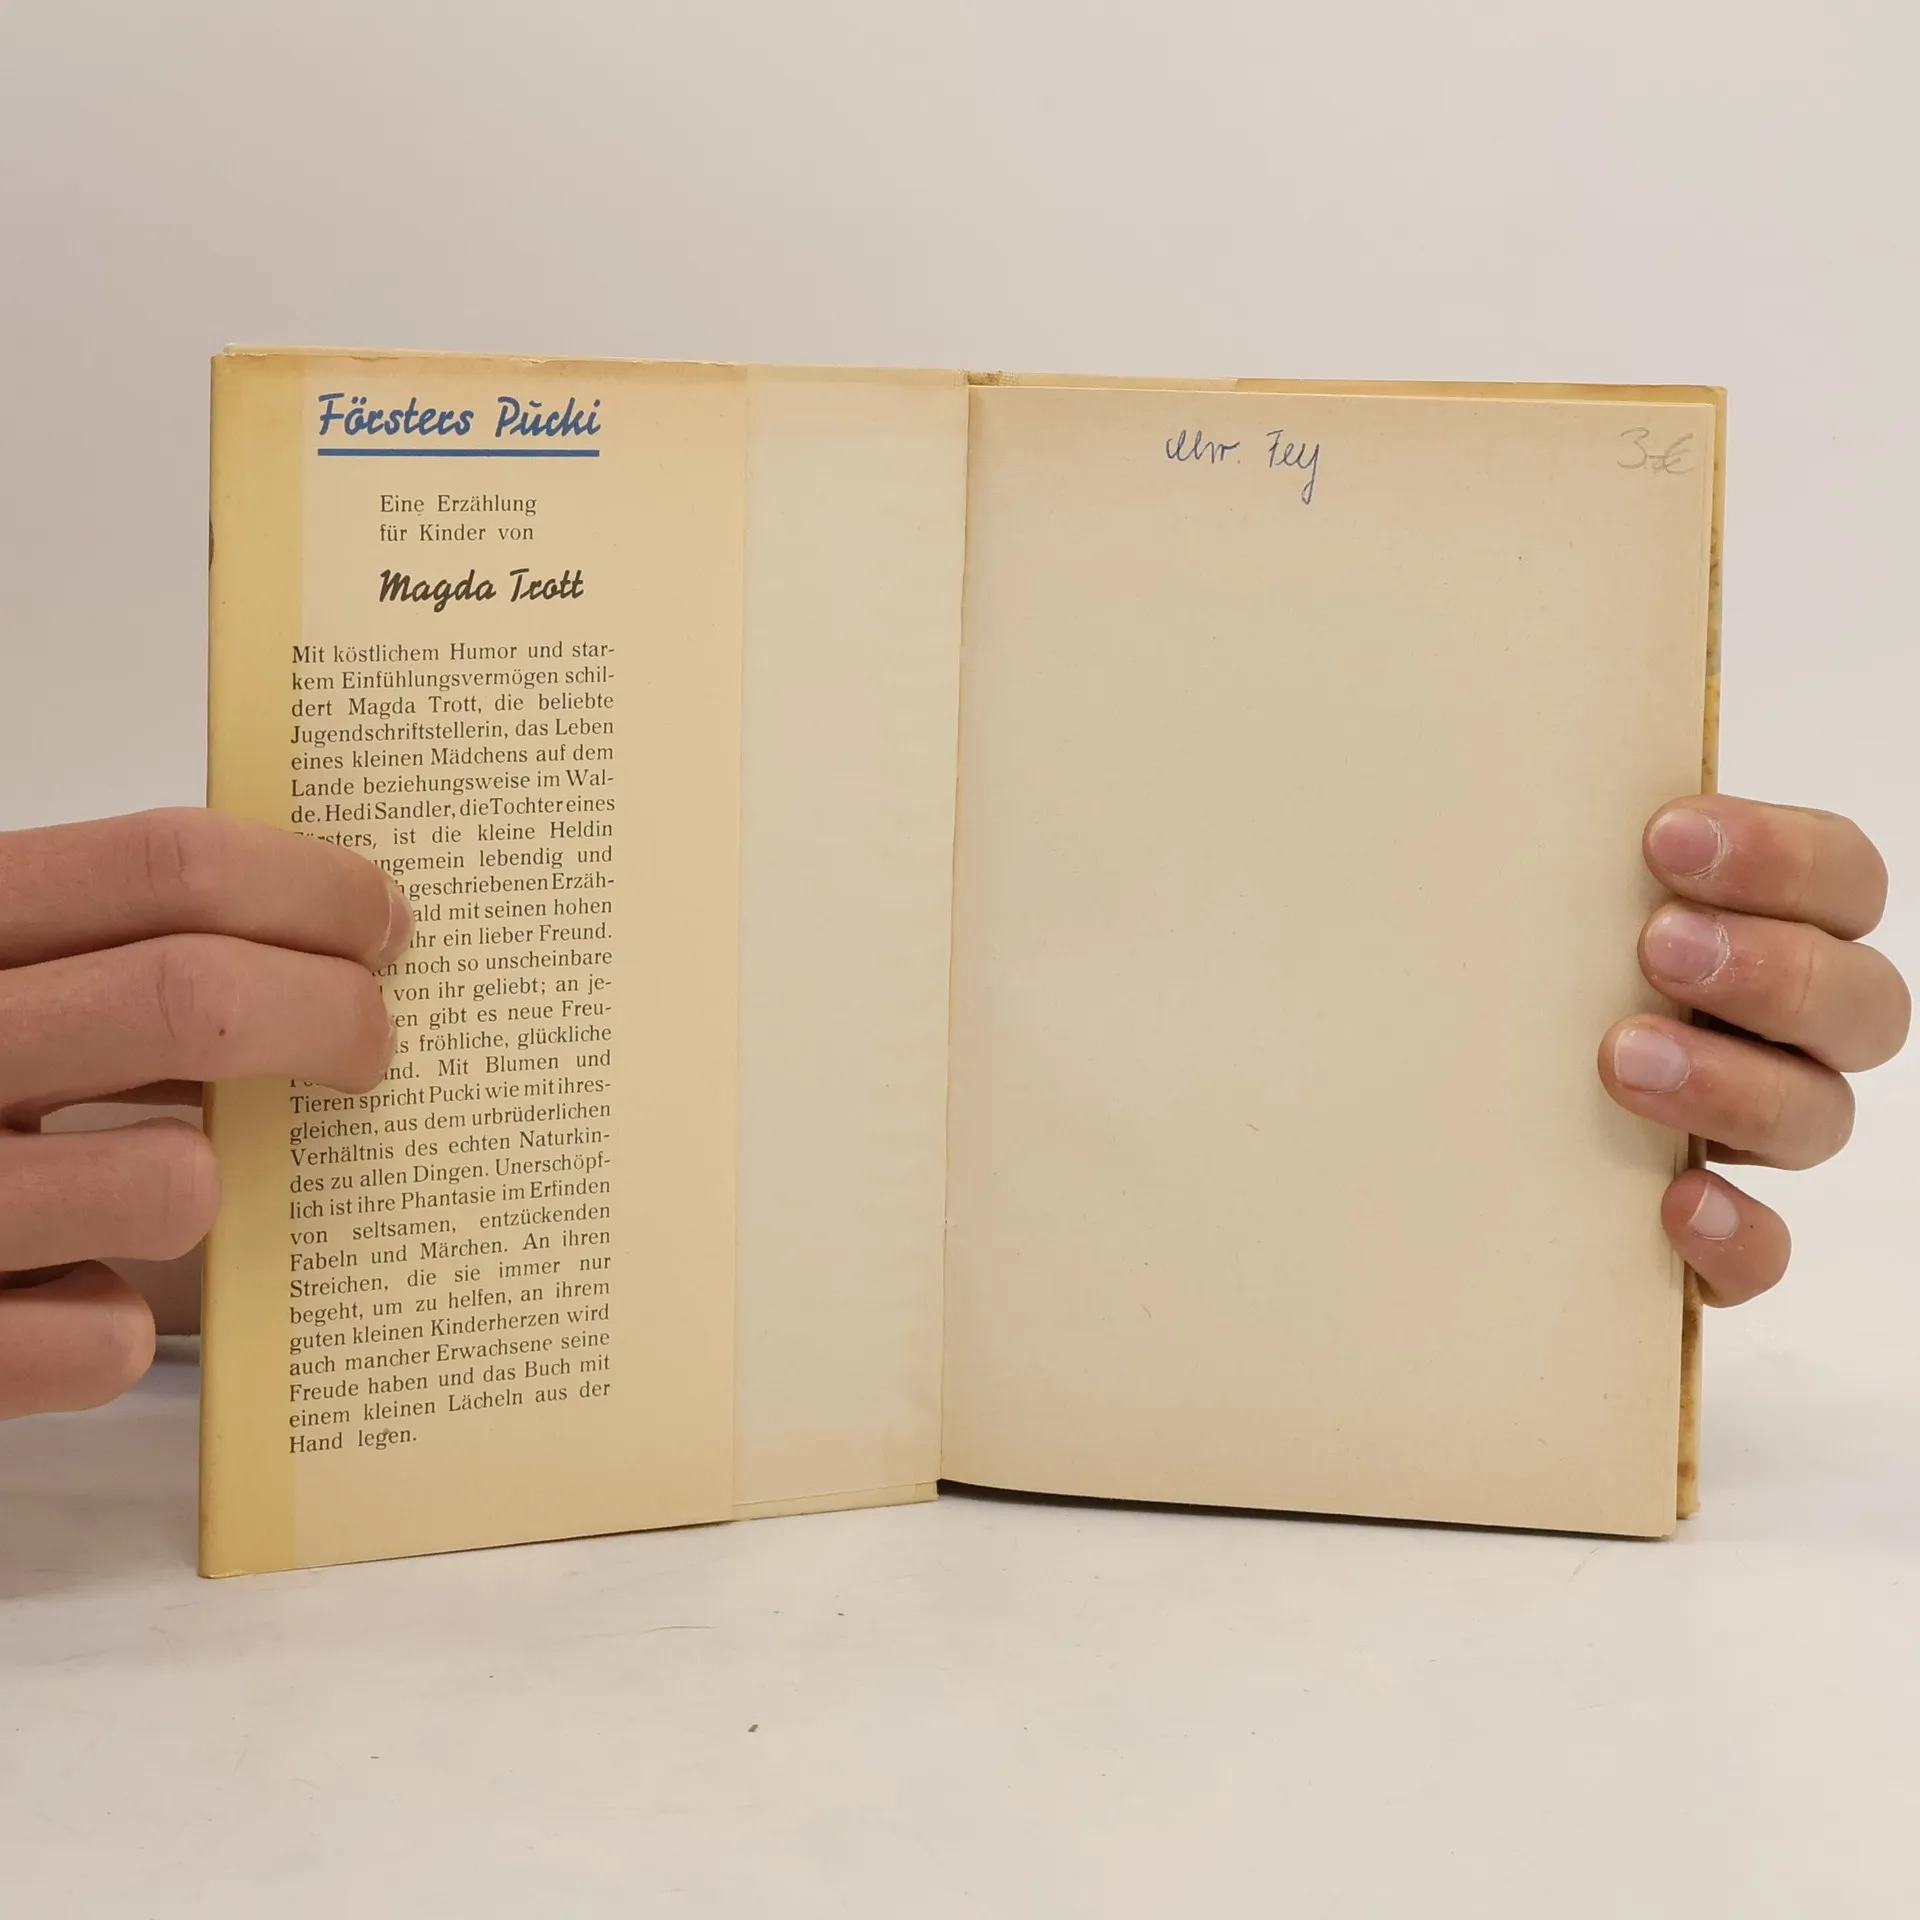 Försters Pucki
Eine Erzählung
für Kinder von
Magda Trott
Mit köstlichem Humor und star-
kem Einfühlungsvermögen schil-
dert Magda Trott, die beliebte
Jugendschriftstellerin, das Leben
eines kleinen Mädchens auf dem
Lande beziehungsweise im Wal-
de. Hedi Sandler, die Tochter eines
Försters, ist die kleine Heldin
ungemein lebendig und
geschriebenen Erzäh-
mit seinen hohen
ihr ein lieber Freund.
noch so unscheinbare
von ihr geliebt; an je-
gibt es neue Freu-
fröhliche, glückliche
Mit Blumen und
Tieren spricht Pucki wie mit ihres-
gleichen, aus dem urbrüderlichen
Verhältnis des echten Naturkin-
des zu allen Dingen. Unerschöpf-
lich ist ihre Phantasie im Erfinden
von seltsamen, entzückenden
Fabeln und Märchen. An ihren
Streichen, die sie immer nur
begeht, um zu helfen, an ihrem
guten kleinen Kinderherzen wird
auch mancher Erwachsene seine
Freude haben und das Buch mit
einem kleinen Lächeln aus der
Hand legen.
Fey
3.-€